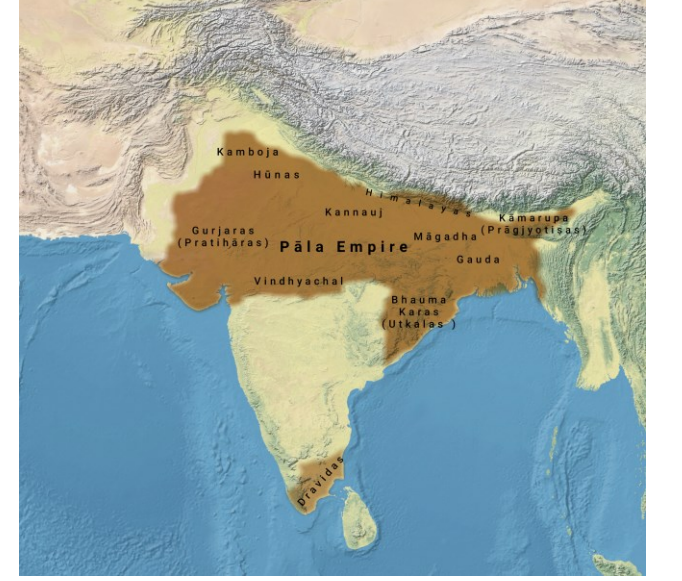 Kamboja
Hūnas
Himalayas
Kannauj
Kāmarupa
(Prāgjyotisas)
Gurjaras
(Pratihāras)
Māgadha
Pāla Empire
Gauda
Vindhyachal
Bhauma
Karas
(Utkalas )
Dravidas